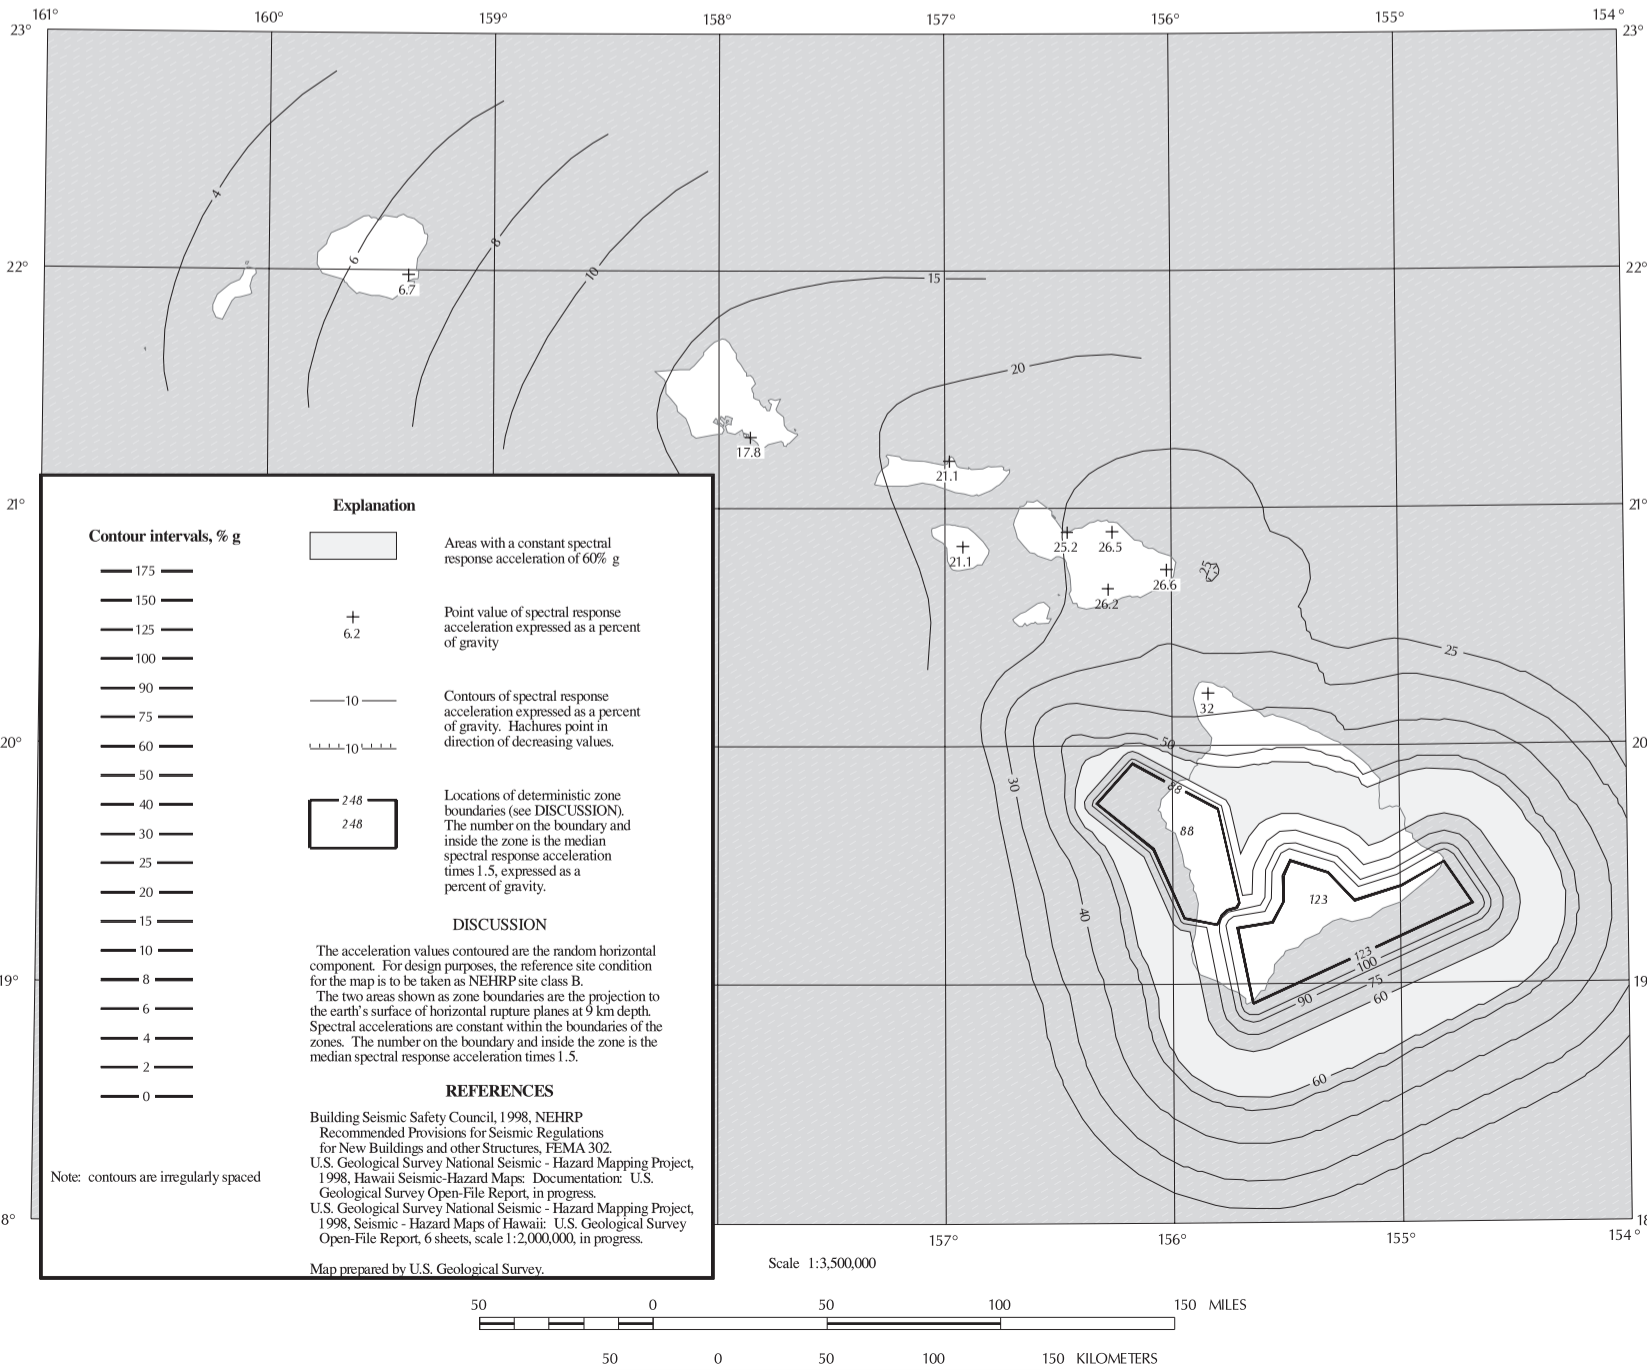 161° 160° 159° 158° 157° 156° 155° 154°
23° 23°
4
8
6
10
22° 22°
6.7
15
20
17.8
21.1
21° 21°
25.2 26.5
21.1
25
26.6
26.2
25
32
20° 20
50
30
88
88
40
123
123
100
75
90
60
19° 19
60
8° 18
157° 156° 155° 154°
Explanation
Contour intervals, % g
175
150
125
100
90
75
60
50
40
30
25
20
15
10
8
6
4
2
0
Note: contours are irregularly spaced
Areas with a constant spectral
response acceleration of 60% g
6.2
Point value of spectral response
acceleration expressed as a percent
of gravity
10
10
Contours of spectral response
acceleration expressed as a percent
of gravity. Hachures point in
direction of decreasing values.
248
248
Locations of deterministic zone
boundaries (see DISCUSSION).
The number on the boundary and
inside the zone is the median
spectral response acceleration
times 1.5, expressed as a
percent of gravity.
DISCUSSION
The acceleration values contoured are the random horizontal
component. For design purposes, the reference site condition
for the map is to be taken as NEHRP site class B.
The two areas shown as zone boundaries are the projection to
the earth's surface of horizontal rupture planes at 9 km depth.
Spectral accelerations are constant within the boundaries of the
zones. The number on the boundary and inside the zone is the
median spectral response acceleration times 1.5.
REFERENCES
Building Seismic Safety Council, 1998, NEHRP
Recommended Provisions for Seismic Regulations
for New Buildings and other Structures, FEMA 302.
U.S. Geological Survey National Seismic - Hazard Mapping Project,
1998, Hawaii Seismic-Hazard Maps: Documentation: U.S.
Geological Survey Open-File Report, in progress.
U.S. Geological Survey National Seismic - Hazard Mapping Project,
1998, Seismic - Hazard Maps of Hawaii: U.S. Geological Survey
Open-File Report, 6 sheets, scale 1:2,000,000, in progress.
Map prepared by U.S. Geological Survey.
Scale 1:3,500,000
50 0 50 100 150 MILES
50 0 50 100 150 KILOMETERS